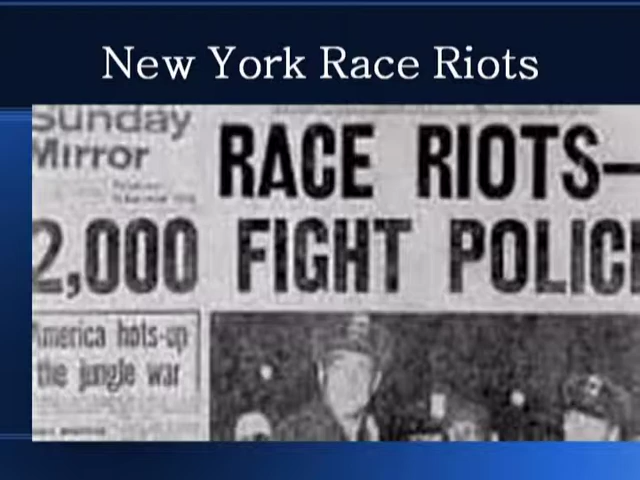 New York Race Riots
Sunday
Mirror
RACE RIOTS—
2,000 FIGHT POLIC
America hots-up
the jungle war